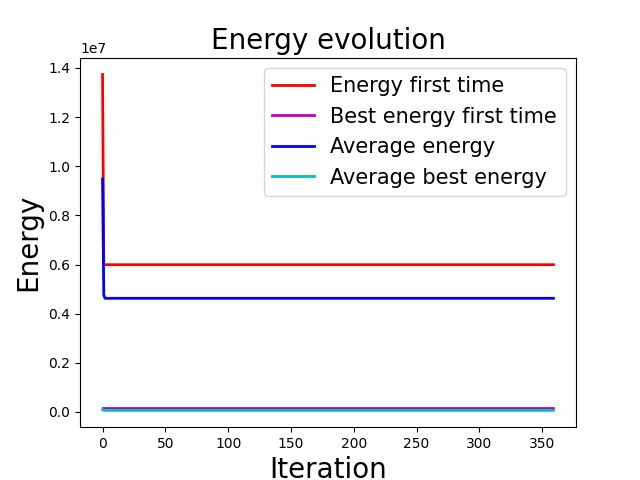 Energy evolution
1e7
1.4
1.2
1.0
0.8
0.6
0.4
0.2
0.0
Energy
Energy first time
Best energy first time
Average energy
Average best energy
0 50 100 150 200 250 300 350
Iteration